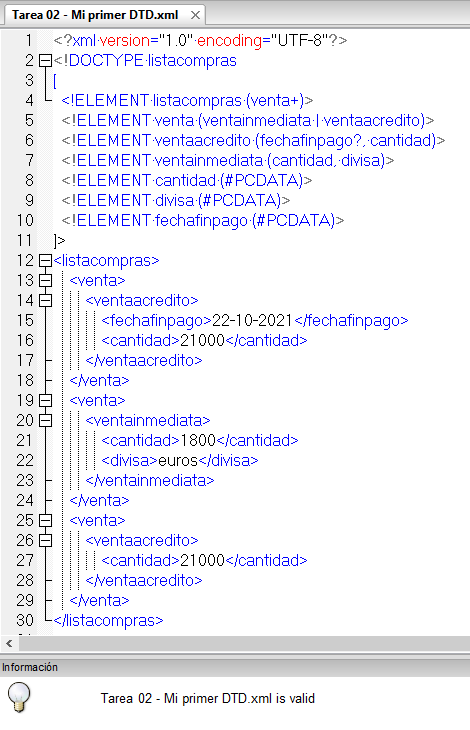 Tarea 02 - Mi primer DTD.xml ×
1 <?xml version="1.0" encoding="UTF-8"?>
2 <!DOCTYPE listacompras
3 [
4 <!ELEMENT listacompras (venta+)>
5 <!ELEMENT venta (ventainmediata | ventaacredito)>
6 <!ELEMENT ventaacredito (fechafinpago?, cantidad)>
7 <!ELEMENT ventainmediata (cantidad, divisa)>
8 <!ELEMENT cantidad (#PCDATA)>
9 <!ELEMENT divisa (#PCDATA)>
10 <!ELEMENT fechafinpago (#PCDATA)>
11 ]>
12 <listacompras>
13 <venta>
14 <ventaacredito>
15 <fechafinpago>22-10-2021</fechafinpago>
16 <cantidad>21000</cantidad>
17 </ventaacredito>
18 </venta>
19 <venta>
20 <ventainmediata>
21 <cantidad>1800</cantidad>
22 <divisa>euros</divisa>
23 </ventainmediata>
24 </venta>
25 <venta>
26 <ventaacredito>
27 <cantidad>21000</cantidad>
28 </ventaacredito>
29 </venta>
30 </listacompras>
Información
Tarea 02 - Mi primer DTD.xml is valid